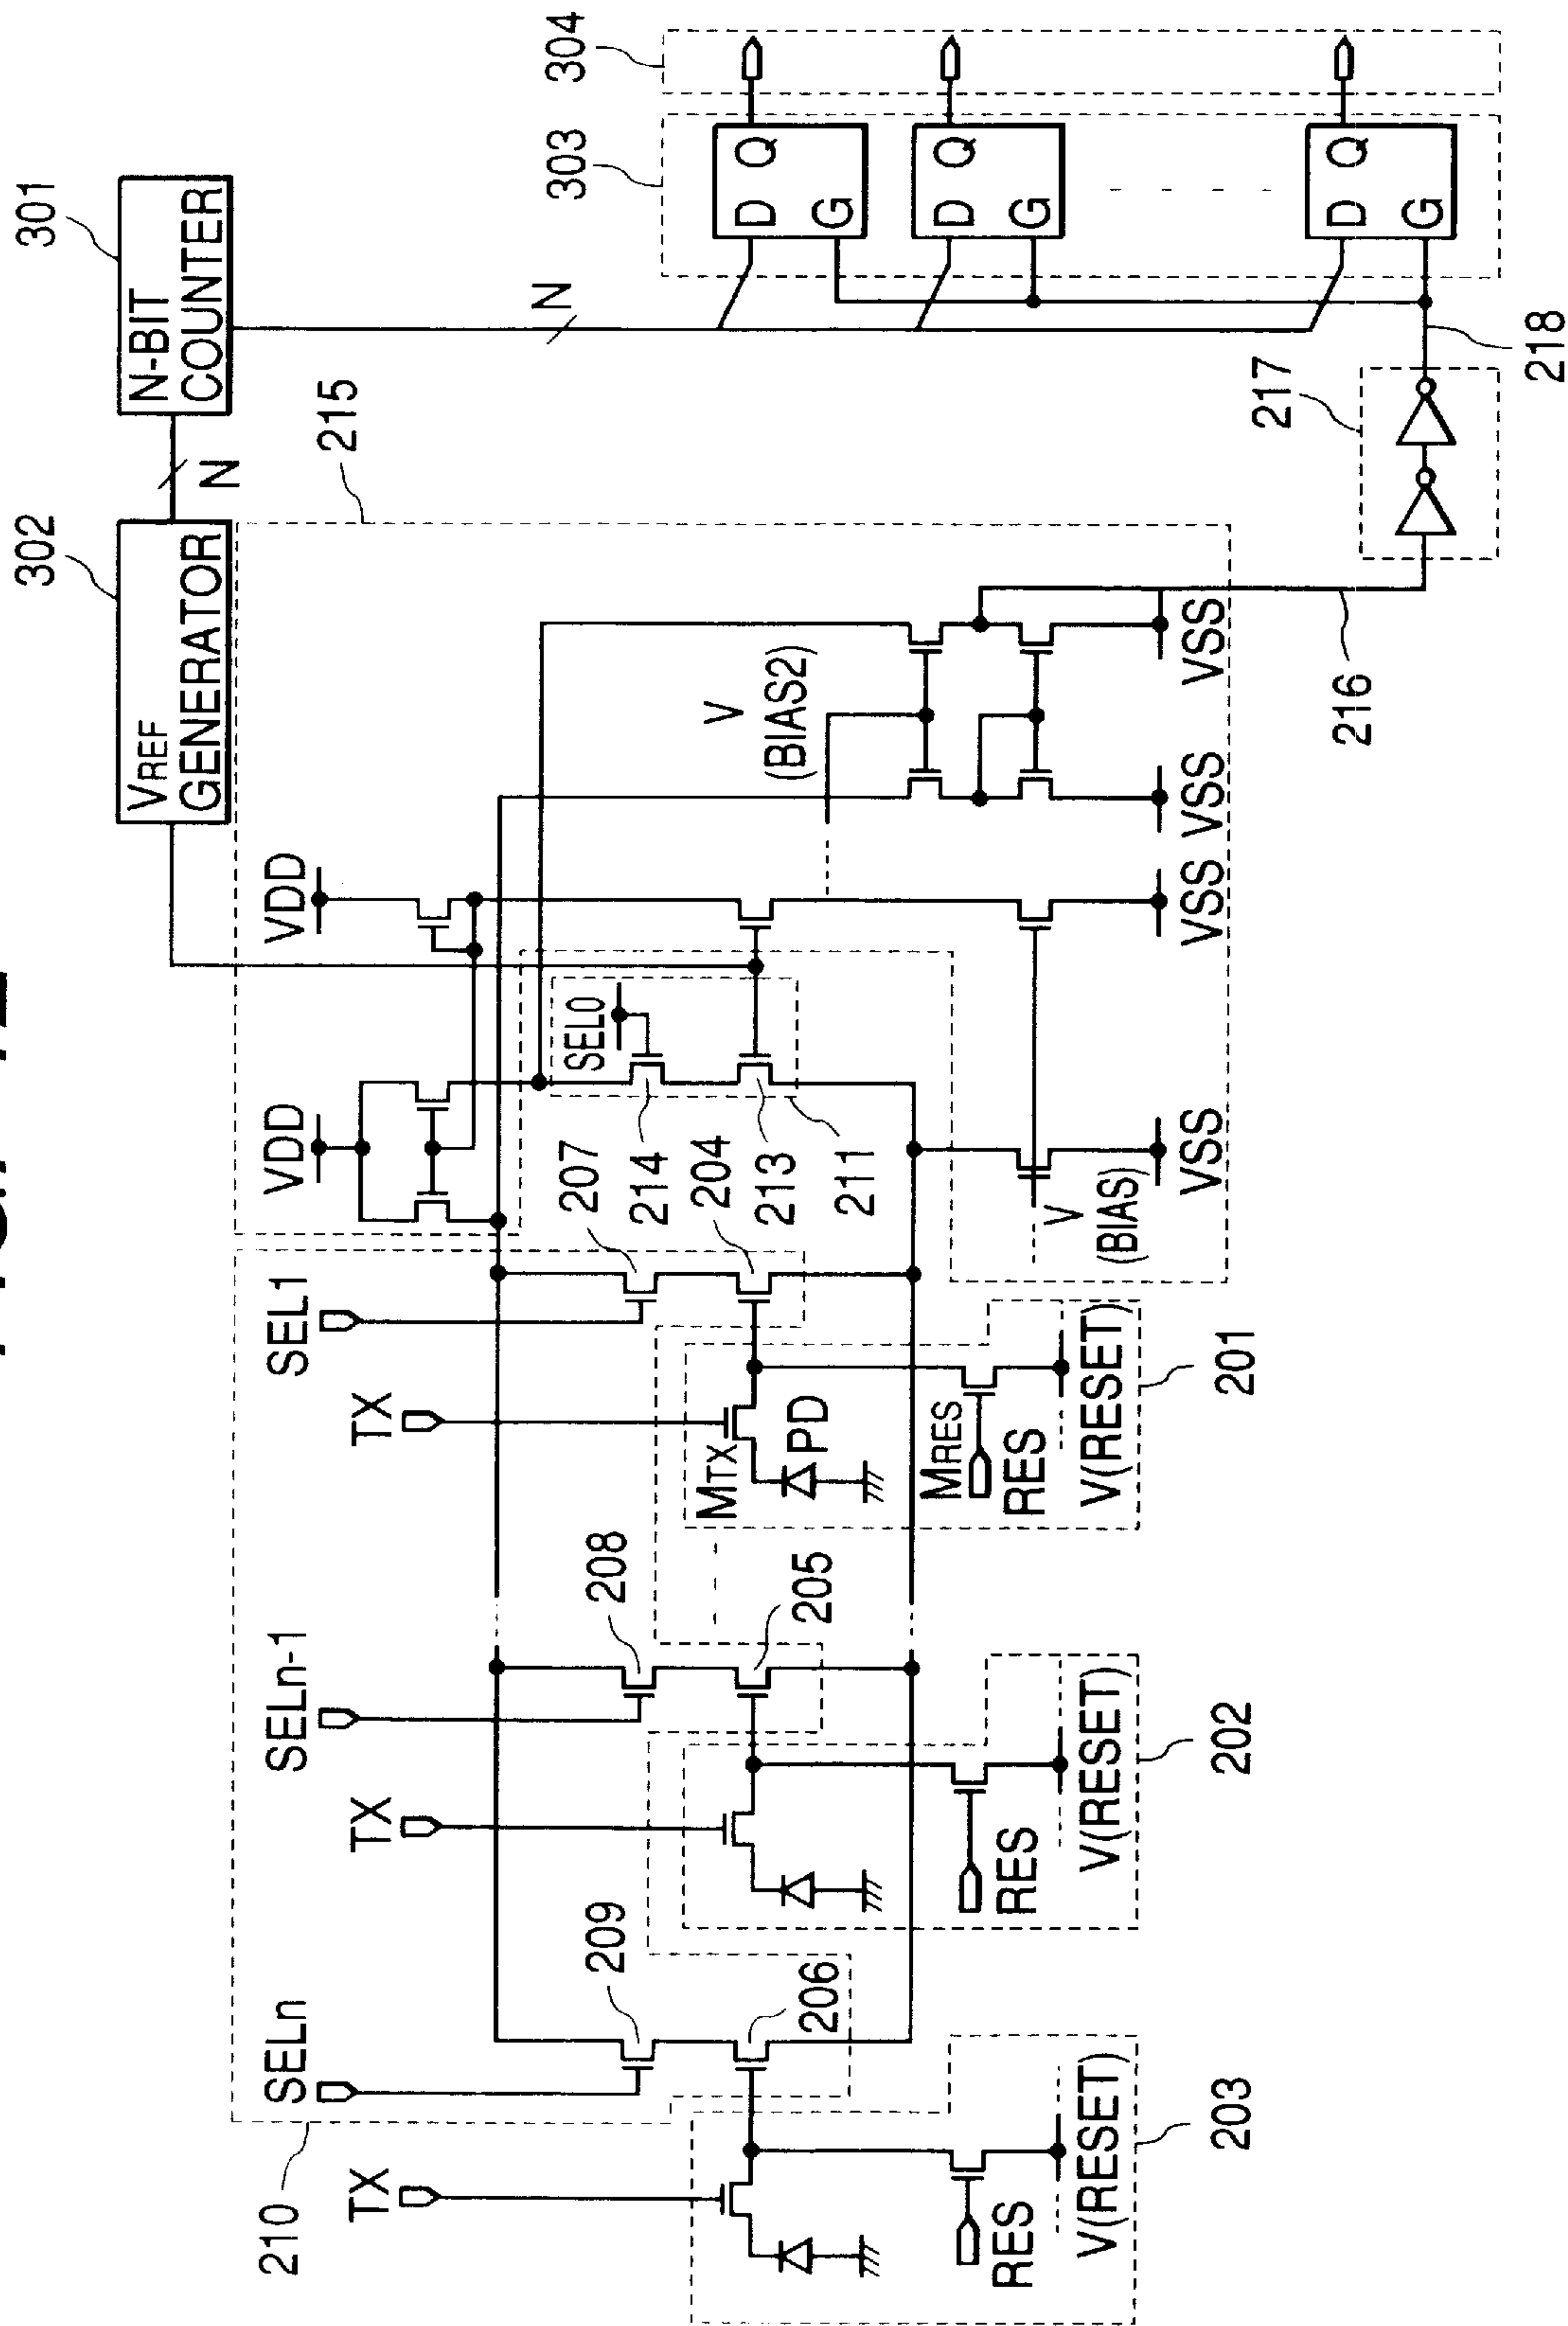 301
N-BIT
COUNTER
N
302
VREF
GENERATOR
N
304
303
D Q
G
D Q
G
D Q
G
215
217
218
216
VDD
VDD
SEL0
214
213
211
V
(BIAS2)
V
(BIAS)
VSS
VSS
VSS
VSS
SEL1
207
204
TX
MTX
PD
MRES
RES
V(RESET)
201
SELn-1
208
205
TX
RES
V(RESET)
202
SELn
209
206
210
TX
RES
V(RESET)
203